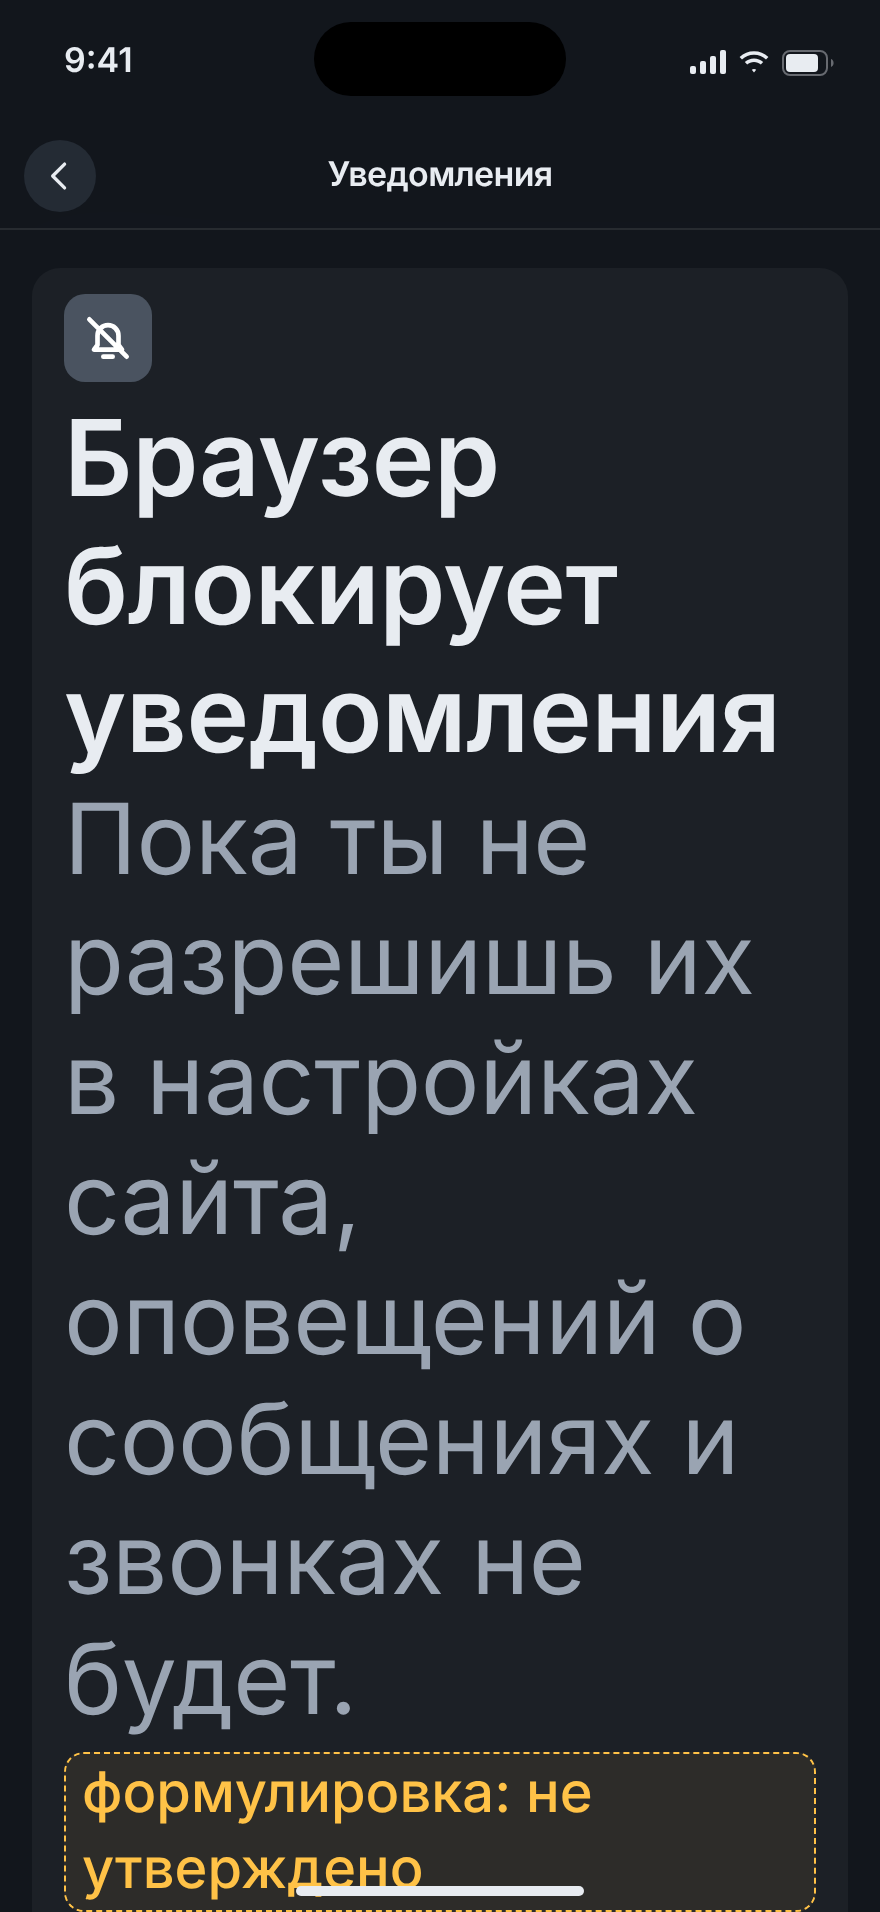 9:41
Уведомления
Браузер
блокирует
уведомления
Пока ты не
разрешишь их
в настройках
сайта,
оповещений о
сообщениях и
звонках не
будет.
формулировка: не
утверждено